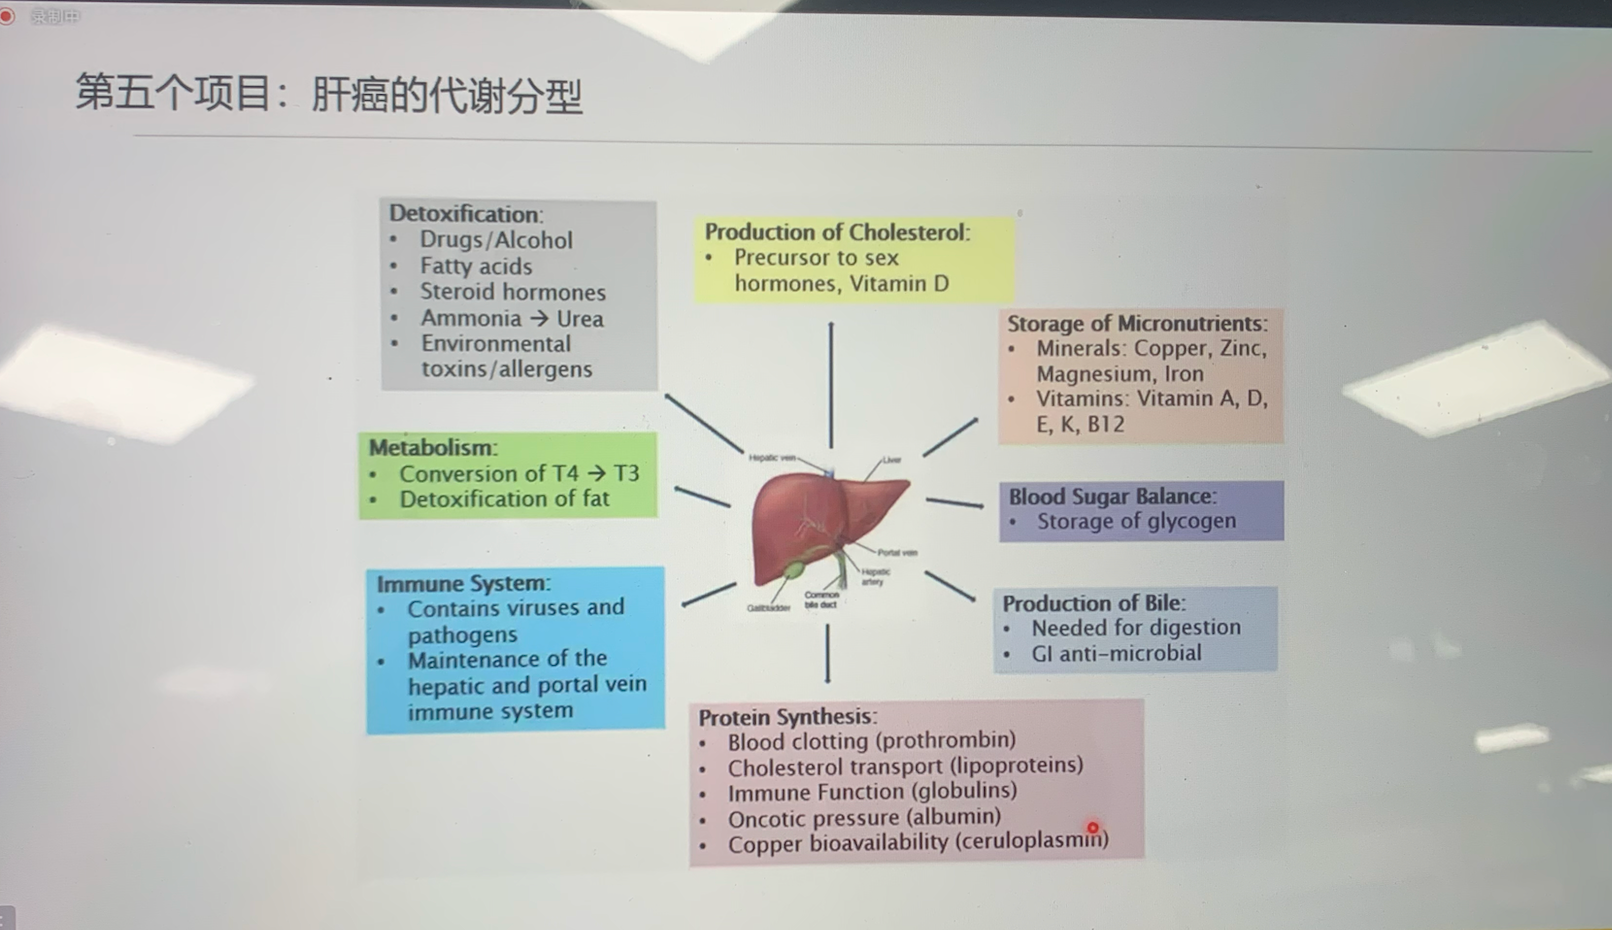 录制中
第五个项目：肝癌的代谢分型
Detoxification:
• Drugs/Alcohol
• Fatty acids
• Steroid hormones
• Ammonia → Urea
• Environmental
toxins/allergens
Production of Cholesterol:
• Precursor to sex
hormones, Vitamin D
Storage of Micronutrients:
• Minerals: Copper, Zinc,
Magnesium, Iron
• Vitamins: Vitamin A, D,
E, K, B12
Metabolism:
• Conversion of T4 → T3
• Detoxification of fat
Hepatic vein
Liver
Portal vein
Hepatic
artery
Common
bile duct
Gallbladder
Blood Sugar Balance:
• Storage of glycogen
Immune System:
• Contains viruses and
pathogens
• Maintenance of the
hepatic and portal vein
immune system
Production of Bile:
• Needed for digestion
• GI anti-microbial
Protein Synthesis:
• Blood clotting (prothrombin)
• Cholesterol transport (lipoproteins)
• Immune Function (globulins)
• Oncotic pressure (albumin)
• Copper bioavailability (ceruloplasmin)